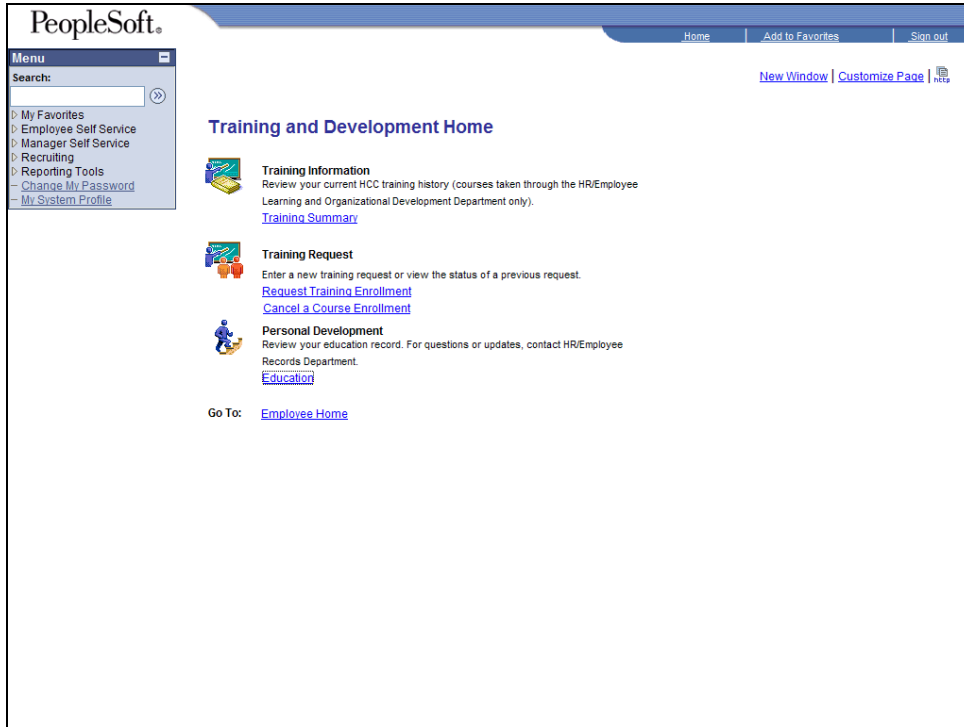 PeopleSoft.
Home | Add to Favorites | Sign out
Menu
Search:
My Favorites
Employee Self Service
Manager Self Service
Recruiting
Reporting Tools
Change My Password
My System Profile
New Window | Customize Page | http
Training and Development Home
Training Information
Review your current HCC training history (courses taken through the HR/Employee
Learning and Organizational Development Department only).
Training Summary
Training Request
Enter a new training request or view the status of a previous request.
Request Training Enrollment
Cancel a Course Enrollment
Personal Development
Review your education record. For questions or updates, contact HR/Employee
Records Department.
Education
Go To: Employee Home